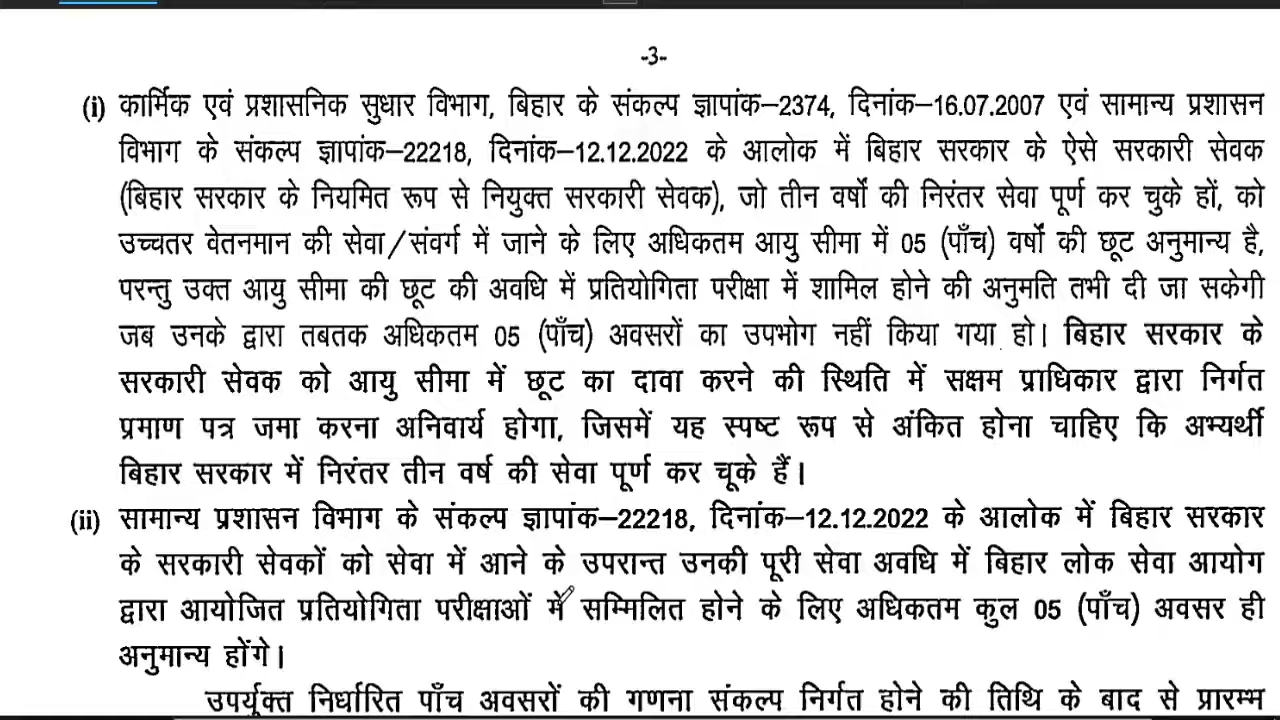 -3-
(i) कार्मिक एवं प्रशासनिक सुधार विभाग, बिहार के संकल्प ज्ञापांक–2374, दिनांक–16.07.2007 एवं सामान्य प्रशासन
विभाग के संकल्प ज्ञापांक–22218, दिनांक–12.12.2022 के आलोक में बिहार सरकार के ऐसे सरकारी सेवक
(बिहार सरकार के नियमित रूप से नियुक्त सरकारी सेवक), जो तीन वर्षों की निरंतर सेवा पूर्ण कर चुके हों, को
उच्चतर वेतनमान की सेवा/संवर्ग में जाने के लिए अधिकतम आयु सीमा में 05 (पाँच) वर्षों की छूट अनुमान्य है,
परन्तु उक्त आयु सीमा की छूट की अवधि में प्रतियोगिता परीक्षा में शामिल होने की अनुमति तभी दी जा सकेगी
जब उनके द्वारा तबतक अधिकतम 05 (पाँच) अवसरों का उपभोग नहीं किया गया हो। बिहार सरकार के
सरकारी सेवक को आयु सीमा में छूट का दावा करने की स्थिति में सक्षम प्राधिकार द्वारा निर्गत
प्रमाण पत्र जमा करना अनिवार्य होगा, जिसमें यह स्पष्ट रूप से अंकित होना चाहिए कि अभ्यर्थी
बिहार सरकार में निरंतर तीन वर्ष की सेवा पूर्ण कर चूके हैं।
(ii) सामान्य प्रशासन विभाग के संकल्प ज्ञापांक–22218, दिनांक–12.12.2022 के आलोक में बिहार सरकार
के सरकारी सेवकों को सेवा में आने के उपरान्त उनकी पूरी सेवा अवधि में बिहार लोक सेवा आयोग
द्वारा आयोजित प्रतियोगिता परीक्षाओं में सम्मिलित होने के लिए अधिकतम कुल 05 (पाँच) अवसर ही
अनुमान्य होंगे।
उपर्युक्त निर्धारित पाँच अवसरों की गणना संकल्प निर्गत होने की तिथि के बाद से प्रारम्भ